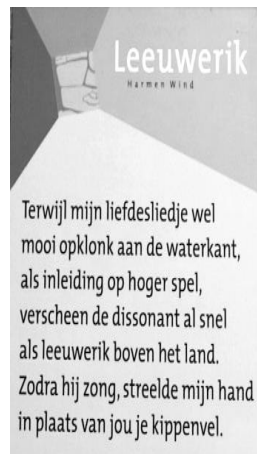 Leeuwerik
Harmen Wind
Terwijl mijn liefdesliedje wel
mooi opklonk aan de waterkant,
als inleiding op hoger spel,
verscheen de dissonant al snel
als leeuwerik boven het land.
Zodra hij zong, streelde mijn hand
in plaats van jou je kippenvel.